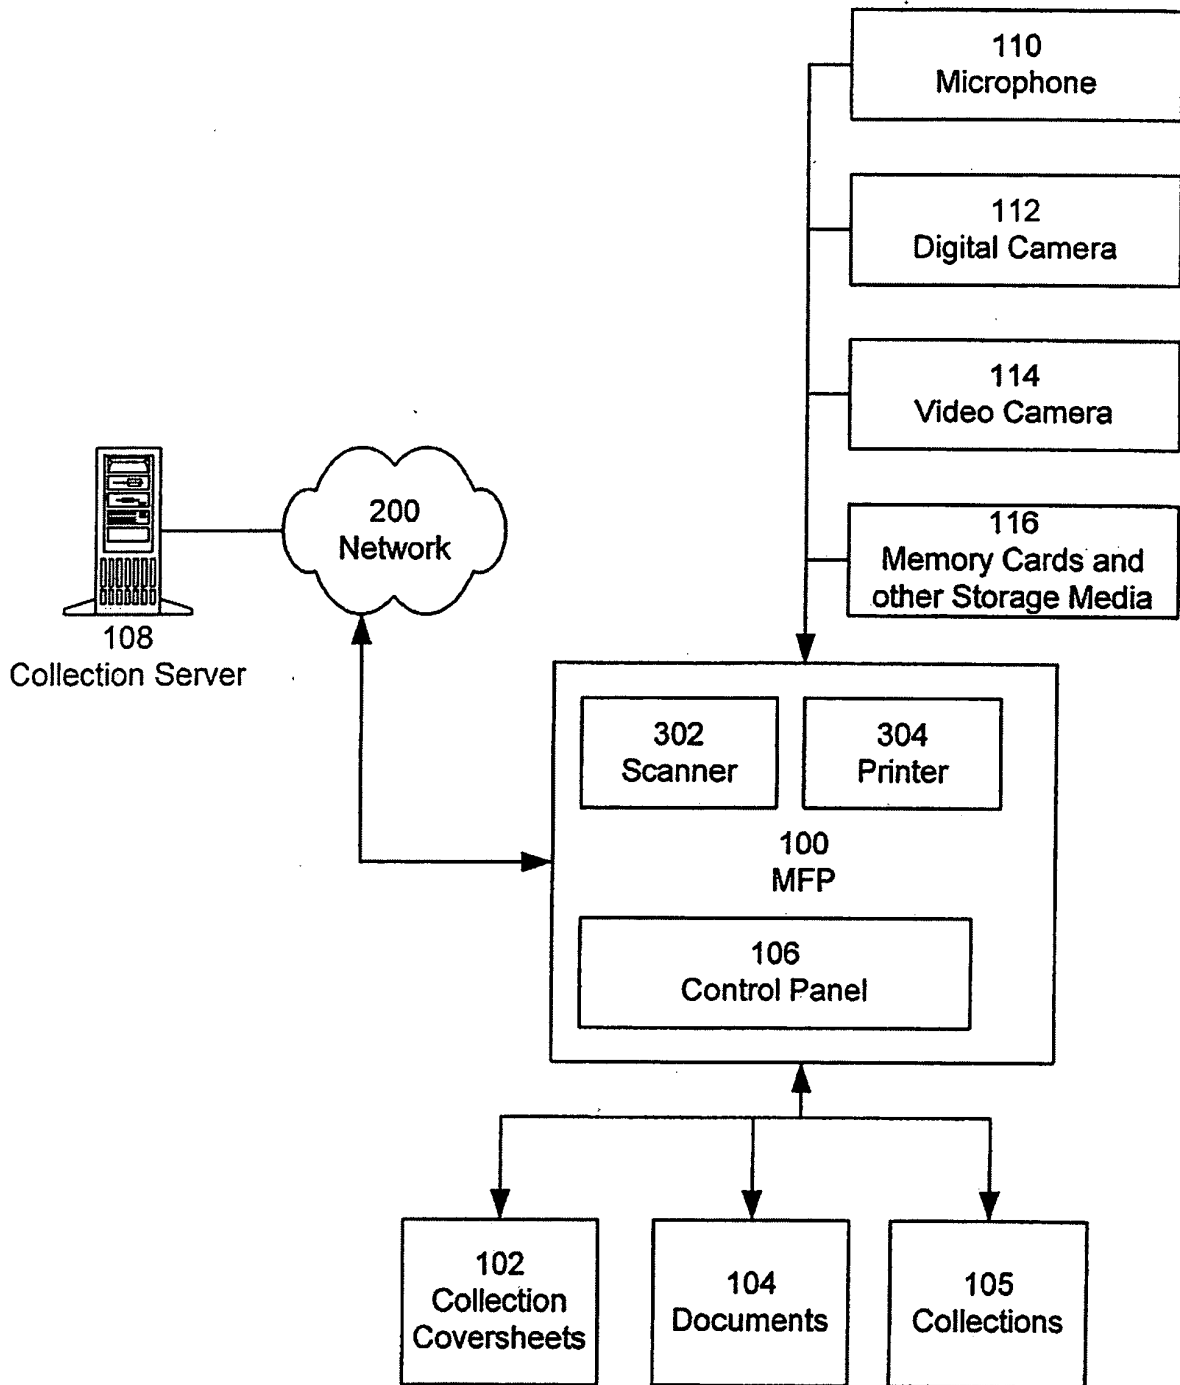 110
Microphone
112
Digital Camera
114
Video Camera
116
Memory Cards and
other Storage Media
200
Network
108
Collection Server
302
Scanner
304
Printer
100
MFP
106
Control Panel
102
Collection
Coversheets
104
Documents
105
Collections